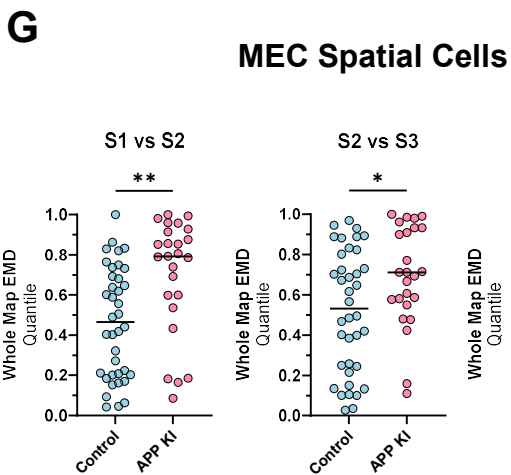 G
MEC Spatial Cells
S1 vs S2
**
Whole Map EMD
Quantile
1.0
0.8
0.6
0.4
0.2
0.0
Control
APP KI
S2 vs S3
*
Whole Map EMD
Quantile
1.0
0.8
0.6
0.4
0.2
0.0
Control
APP KI
Whole Map EMD
Quantile